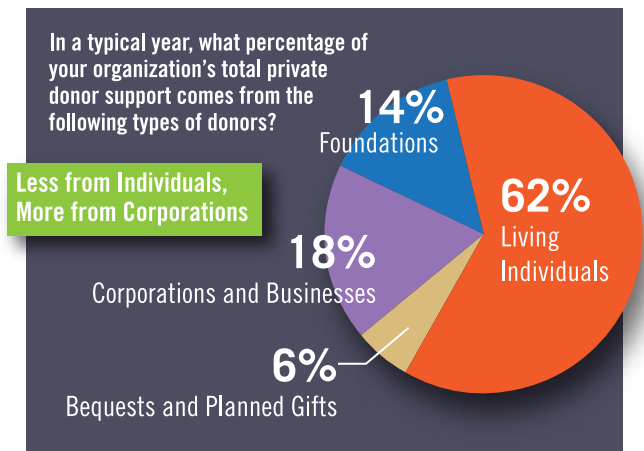 In a typical year, what percentage of
your organization's total private
donor support comes from the
following types of donors?
14%
Foundations
Less from Individuals,
More from Corporations
62%
Living
Individuals
18%
Corporations and Businesses
6%
Bequests and Planned Gifts